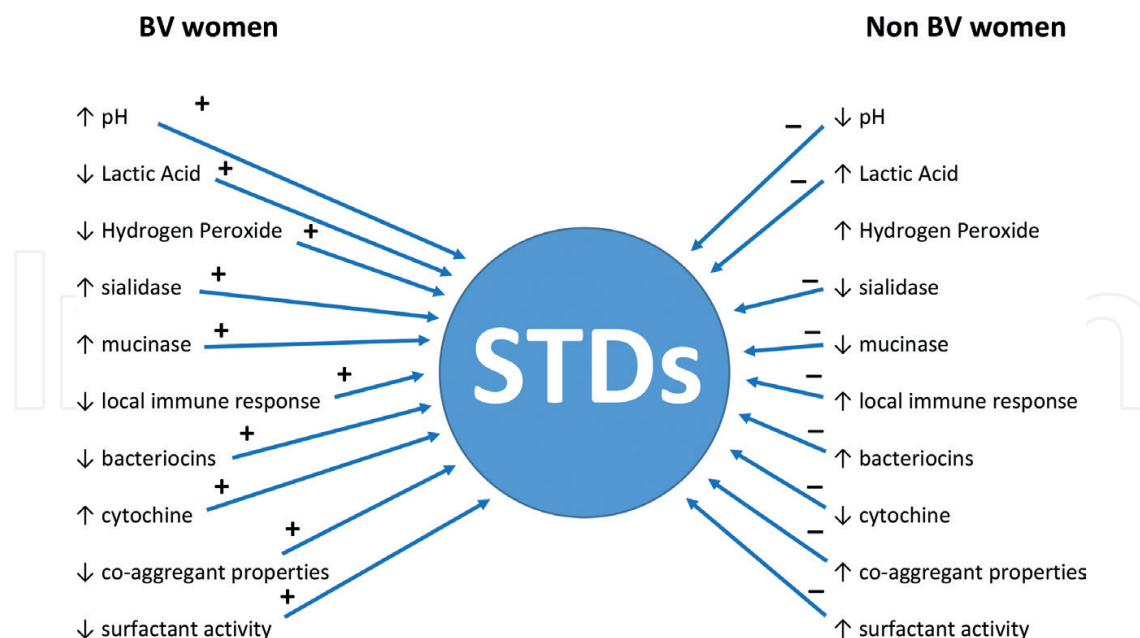 BV women
Non BV women
↑ pH
+
↓ Lactic Acid
+
↓ Hydrogen Peroxide
+
↑ sialidase
+
↑ mucinase
+
↓ local immune response
+
↓ bacteriocins
+
↑ cytochine
+
↓ co-aggregant properties
+
↓ surfactant activity
+
STDs
↓ pH
−
↑ Lactic Acid
−
↑ Hydrogen Peroxide
↓ sialidase
−
↓ mucinase
−
↑ local immune response
−
↑ bacteriocins
−
↓ cytochine
−
↑ co-aggregant properties
−
↑ surfactant activity
−